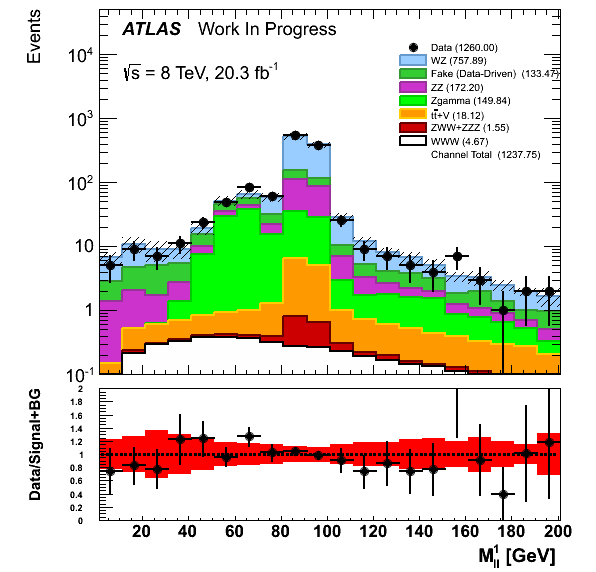 Events
10⁴
10³
10²
10
1
10⁻¹
ATLAS Work In Progress
√s = 8 TeV, 20.3 fb⁻¹
Data (1260.00)
WZ (757.89)
Fake (Data-Driven) (133.47)
ZZ (172.20)
Zgamma (149.84)
tt̄+V (18.12)
ZWW+ZZZ (1.55)
WWW (4.67)
Channel Total (1237.75)
Data/Signal+BG
2
1.8
1.6
1.4
1.2
1
0.8
0.6
0.4
0.2
0
20 40 60 80 100 120 140 160 180 200
M¹ll [GeV]